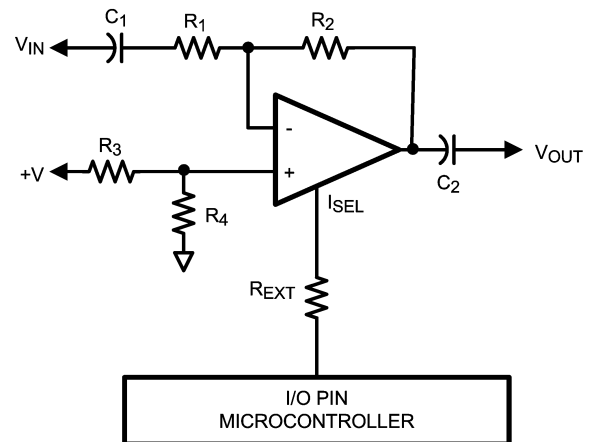 C1
R1
R2
VIN
R3
-
+V
+
VOUT
C2
ISEL
R4
REXT
I/O PIN
MICROCONTROLLER